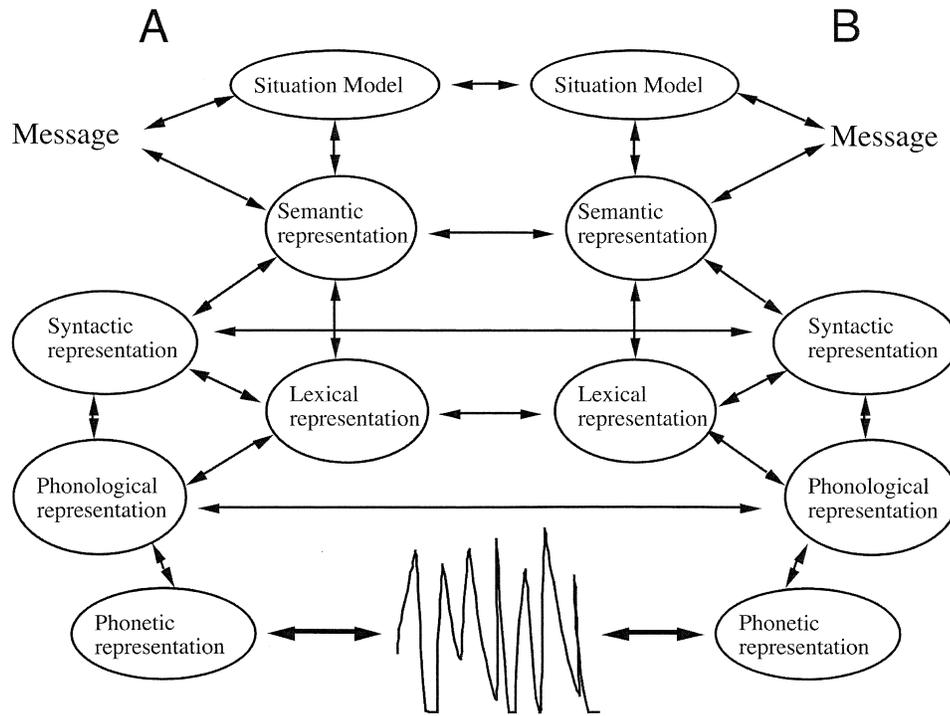 A
B
Situation Model
Situation Model
Message
Message
Semantic
representation
Semantic
representation
Syntactic
representation
Syntactic
representation
Lexical
representation
Lexical
representation
Phonological
representation
Phonological
representation
Phonetic
representation
Phonetic
representation